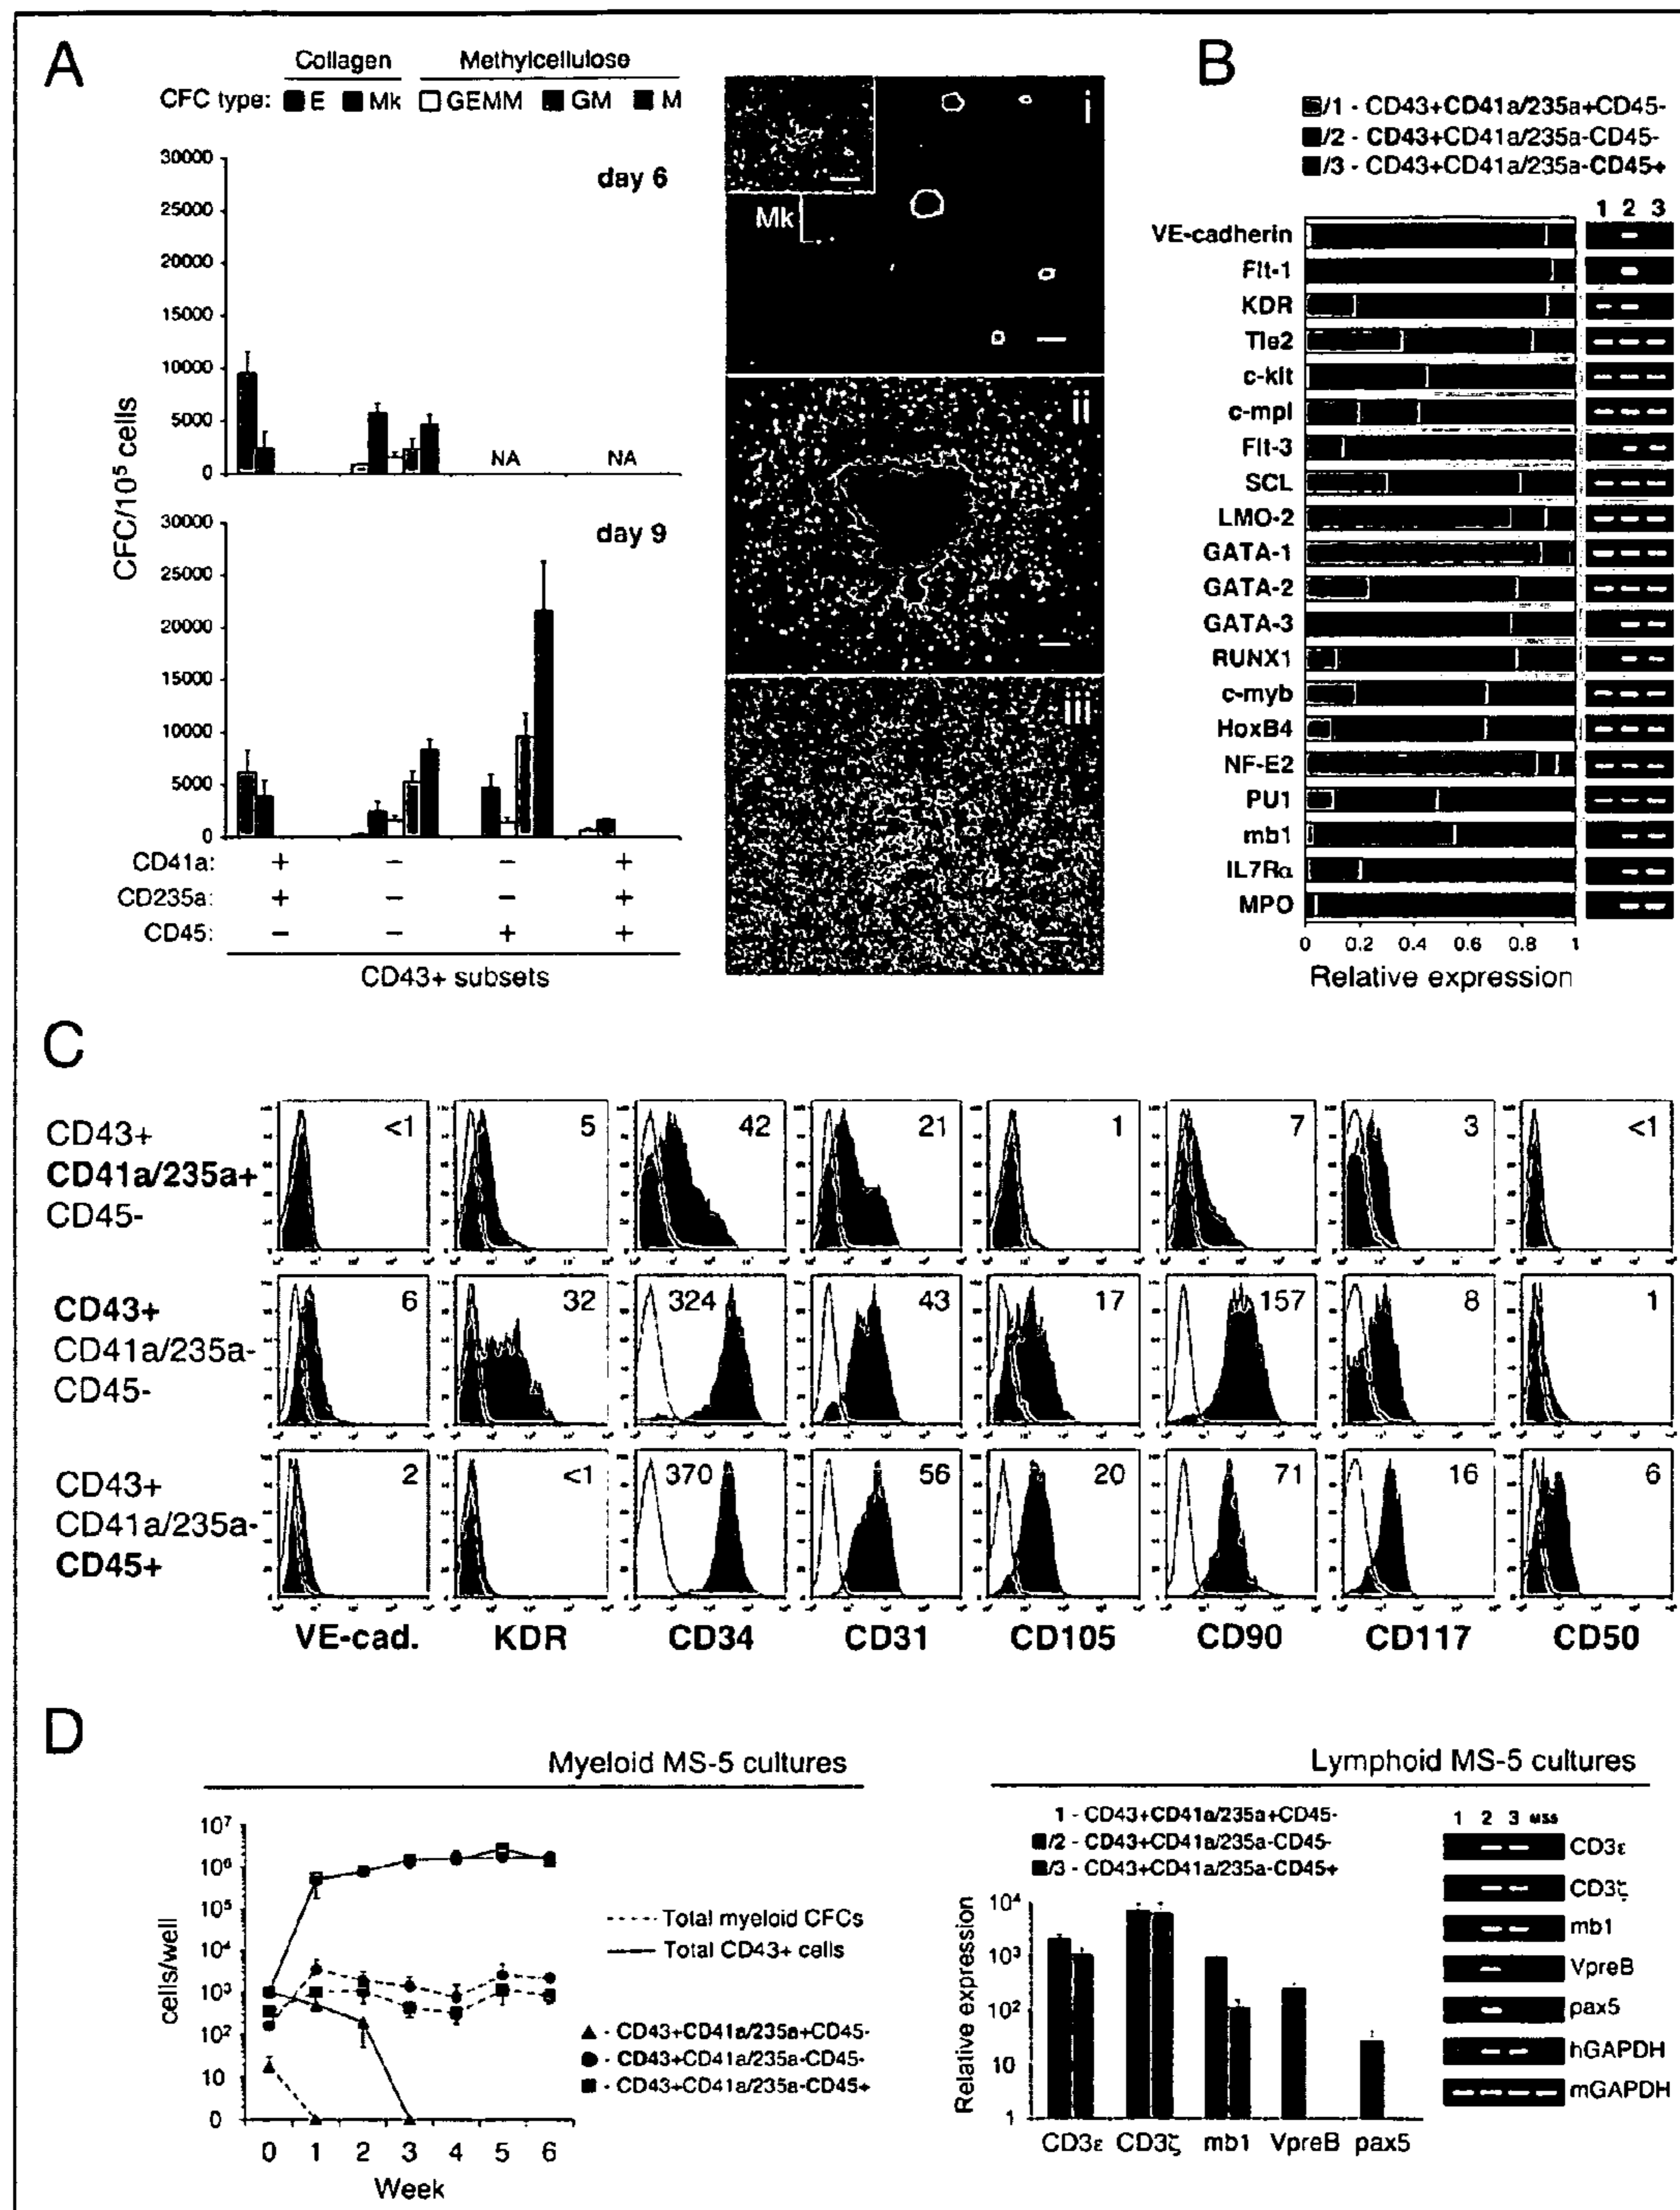 A
Collagen Methylcellulose
CFC type: E Mk GEMM GM M
CFC/10⁵ cells
30000
25000
20000
15000
10000
5000
0
day 6
NA NA
30000
25000
20000
15000
10000
5000
0
day 9
CD41a: + − − +
CD235a: + − − +
CD45: − − + +
CD43+ subsets
i
Mk
ii
iii
B
/1 - CD43+CD41a/235a+CD45-
/2 - CD43+CD41a/235a-CD45-
/3 - CD43+CD41a/235a-CD45+
1 2 3
VE-cadherin
Flt-1
KDR
Tie2
c-kit
c-mpl
Flt-3
SCL
LMO-2
GATA-1
GATA-2
GATA-3
RUNX1
c-myb
HoxB4
NF-E2
PU1
mb1
IL7Rα
MPO
0 0.2 0.4 0.6 0.8 1
Relative expression
C
CD43+
CD41a/235a+
CD45-
<1 5 42 21 1 7 3 <1
CD43+
CD41a/235a-
CD45-
6 32 324 43 17 157 8 1
CD43+
CD41a/235a-
CD45+
2 <1 370 56 20 71 16 6
VE-cad. KDR CD34 CD31 CD105 CD90 CD117 CD50
D
Myeloid MS-5 cultures
cells/well
10⁷
10⁶
10⁵
10⁴
10³
10²
10
0
0 1 2 3 4 5 6
Week
Total myeloid CFCs
Total CD43+ cells
- CD43+CD41a/235a+CD45-
- CD43+CD41a/235a-CD45-
- CD43+CD41a/235a-CD45+
Lymphoid MS-5 cultures
1 - CD43+CD41a/235a+CD45-
/2 - CD43+CD41a/235a-CD45-
/3 - CD43+CD41a/235a-CD45+
Relative expression
10⁴
10³
10²
10
1
CD3ε CD3ζ mb1 VpreB pax5
1 2 3 MS5
CD3ε
CD3ζ
mb1
VpreB
pax5
hGAPDH
mGAPDH